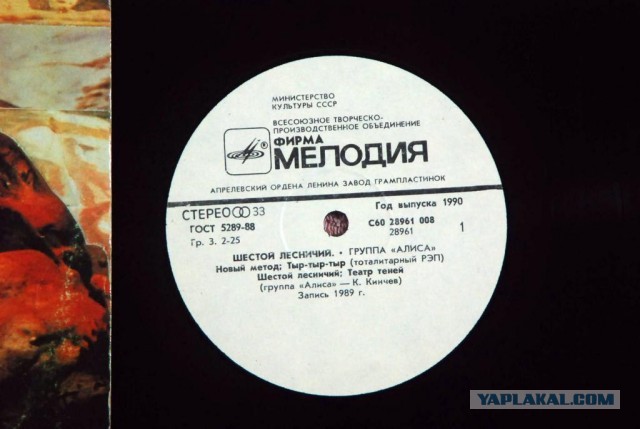 МИНИСТЕРСТВО
КУЛЬТУРЫ СССР
ВСЕСОЮЗНОЕ ТВОРЧЕСКО-
ПРОИЗВОДСТВЕННОЕ ОБЪЕДИНЕНИЕ
ФИРМА
МЕЛОДИЯ
АПРЕЛЕВСКИЙ ОРДЕНА ЛЕНИНА ЗАВОД ГРАМПЛАСТИНОК
СТЕРЕО 33
Год выпуска 1990
ГОСТ 5289-88
С60 28961 008
Гр. 3. 2-25
28961
1
ШЕСТОЙ ЛЕСНИЧИЙ. • ГРУППА «АЛИСА»
Новый метод; Тыр-тыр-тыр (тоталитарный РЭП)
Шестой лесничий; Театр теней
(группа «Алиса» — К. Кинчев)
Запись 1989 г.
YAPLAKAL.COM